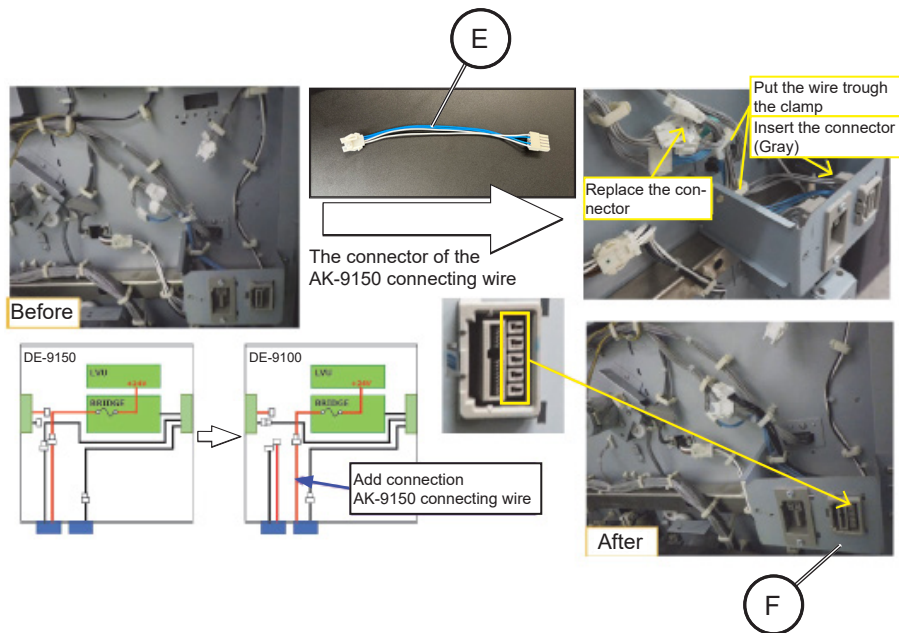 E
Put the wire trough
the clamp
Insert the connector
(Gray)
Replace the con-
nector
The connector of the
AK-9150 connecting wire
Before
DE-9150
LVU
+24V
BRIDGE
DE-9100
LVU
+24V
BRIDGE
Add connection
AK-9150 connecting wire
After
F